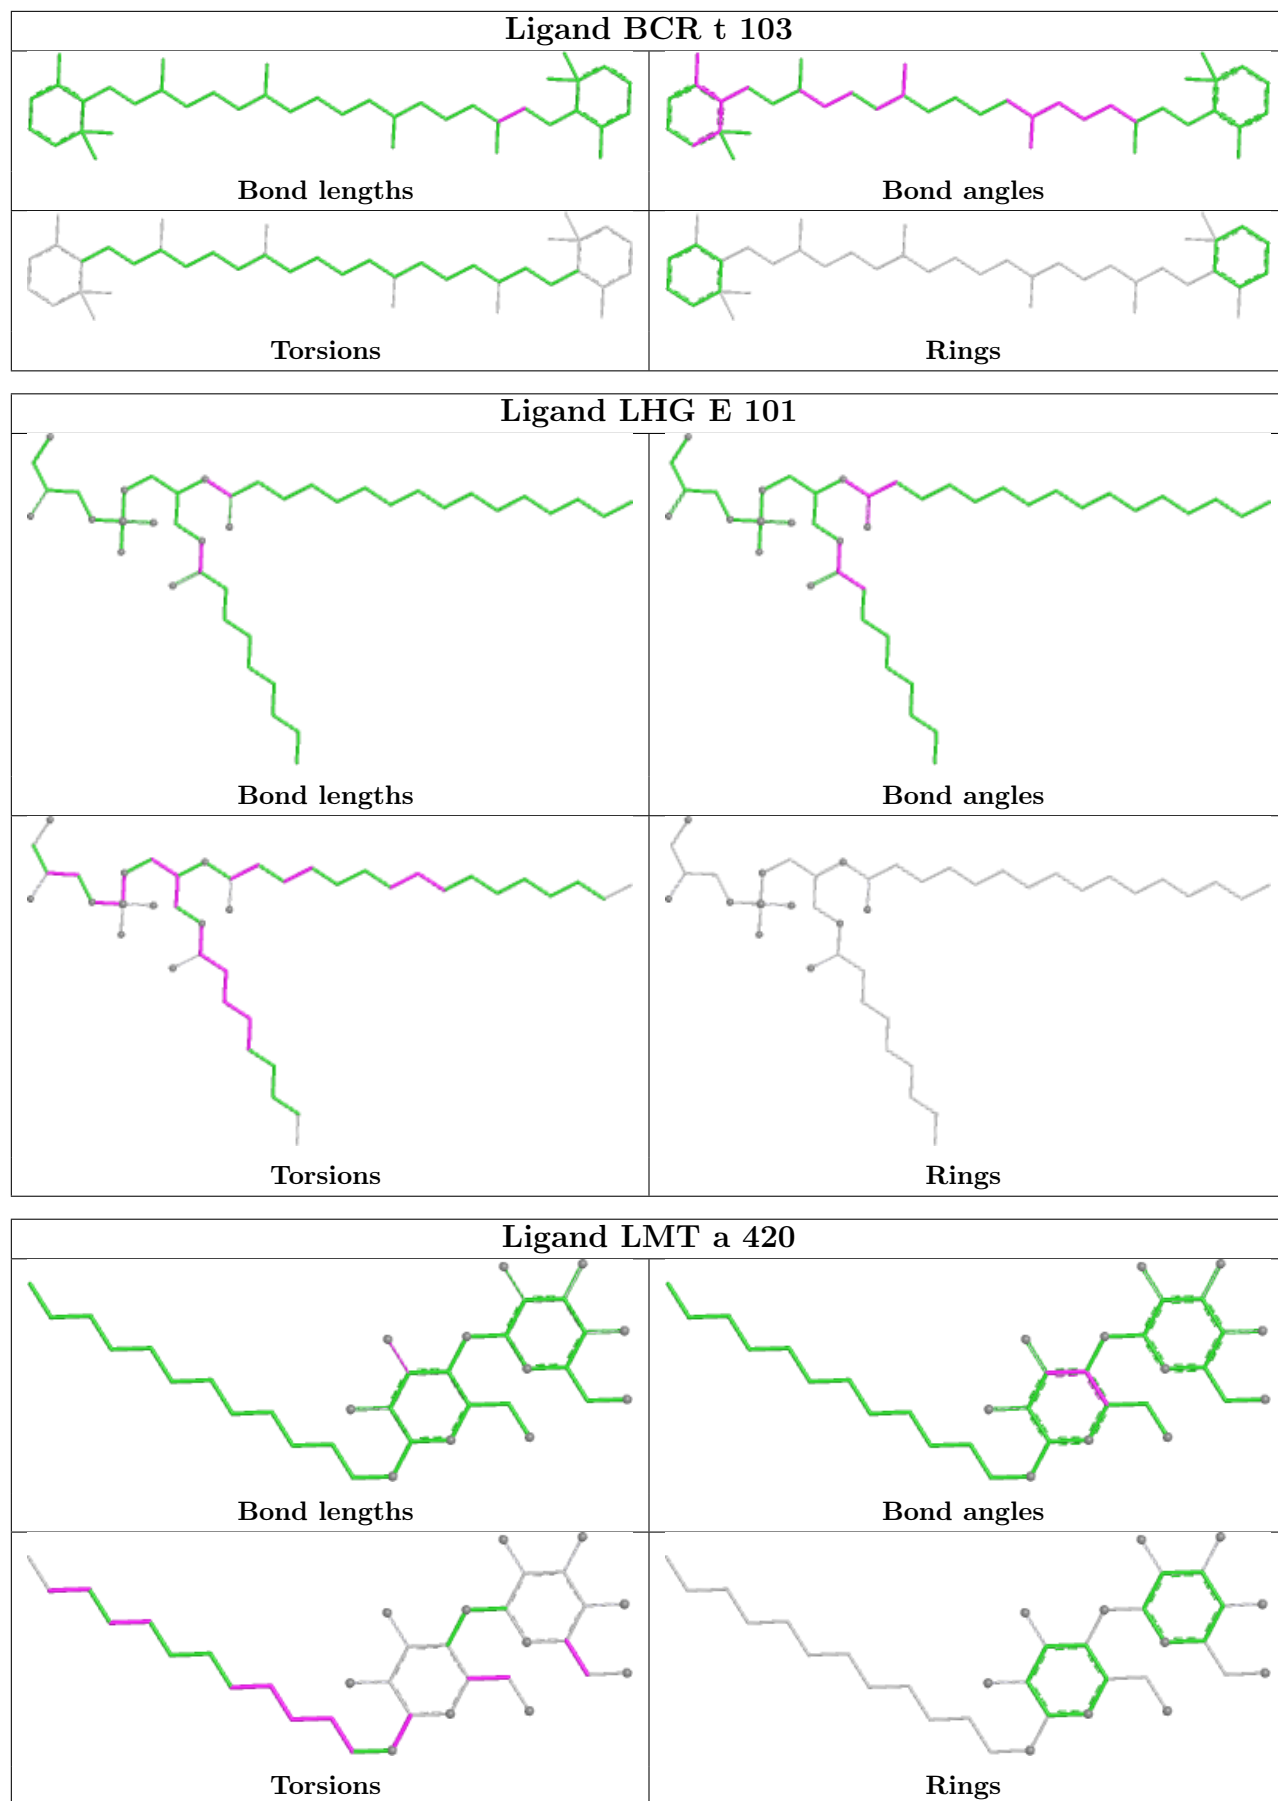 Ligand BCR t 103
Bond lengths
Bond angles
Torsions
Rings
Ligand LHG E 101
Bond lengths
Bond angles
Torsions
Rings
Ligand LMT a 420
Bond lengths
Bond angles
Torsions
Rings